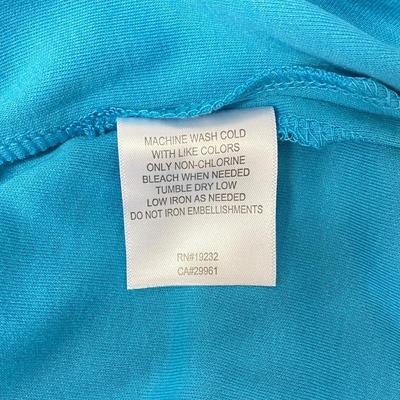 MACHINE WASH COLD
WITH LIKE COLORS
ONLY NON-CHLORINE
BLEACH WHEN NEEDED
TUMBLE DRY LOW
LOW IRON AS NEEDED
DO NOT IRON EMBELLISHMENTS
RN#19232
CA#29961